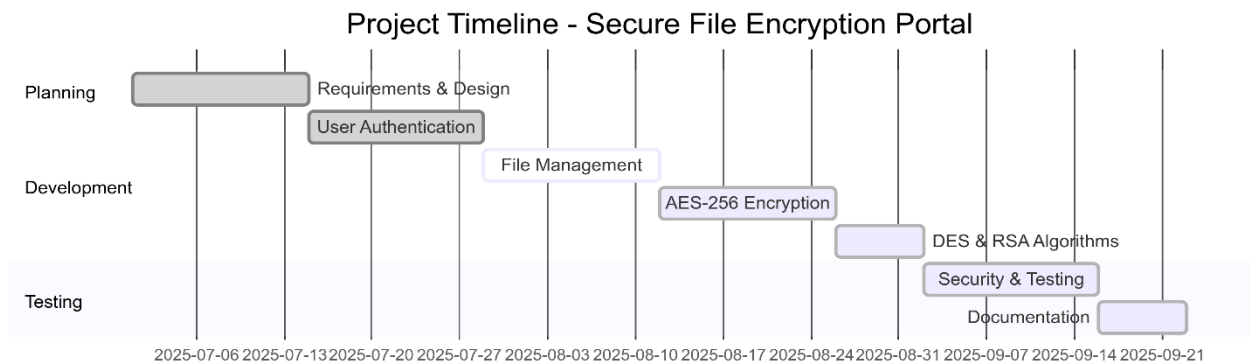 Project Timeline - Secure File Encryption Portal
Planning
Requirements & Design
User Authentication
File Management
Development
AES-256 Encryption
DES & RSA Algorithms
Security & Testing
Testing
Documentation
2025-07-06 2025-07-13 2025-07-20 2025-07-27 2025-08-03 2025-08-10 2025-08-17 2025-08-24 2025-08-31 2025-09-07 2025-09-14 2025-09-21